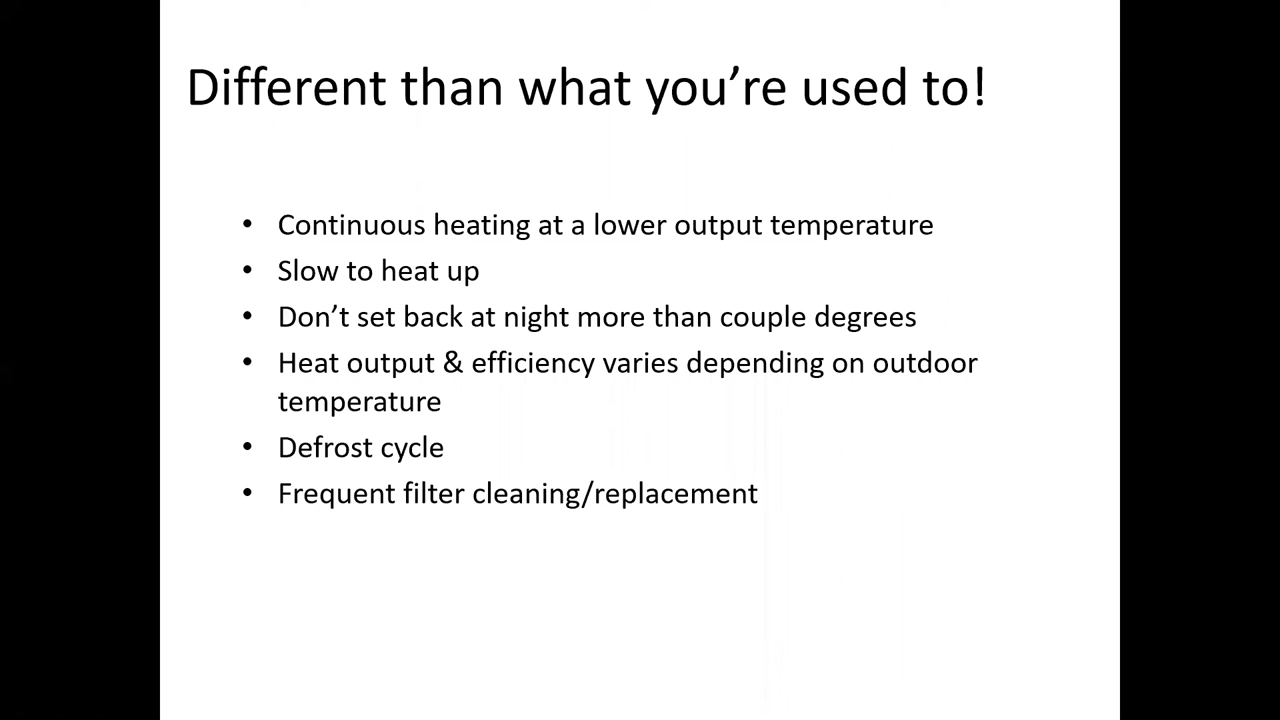 Different than what you’re used to!
• Continuous heating at a lower output temperature
• Slow to heat up
• Don’t set back at night more than couple degrees
• Heat output & efficiency varies depending on outdoor
temperature
• Defrost cycle
• Frequent filter cleaning/replacement